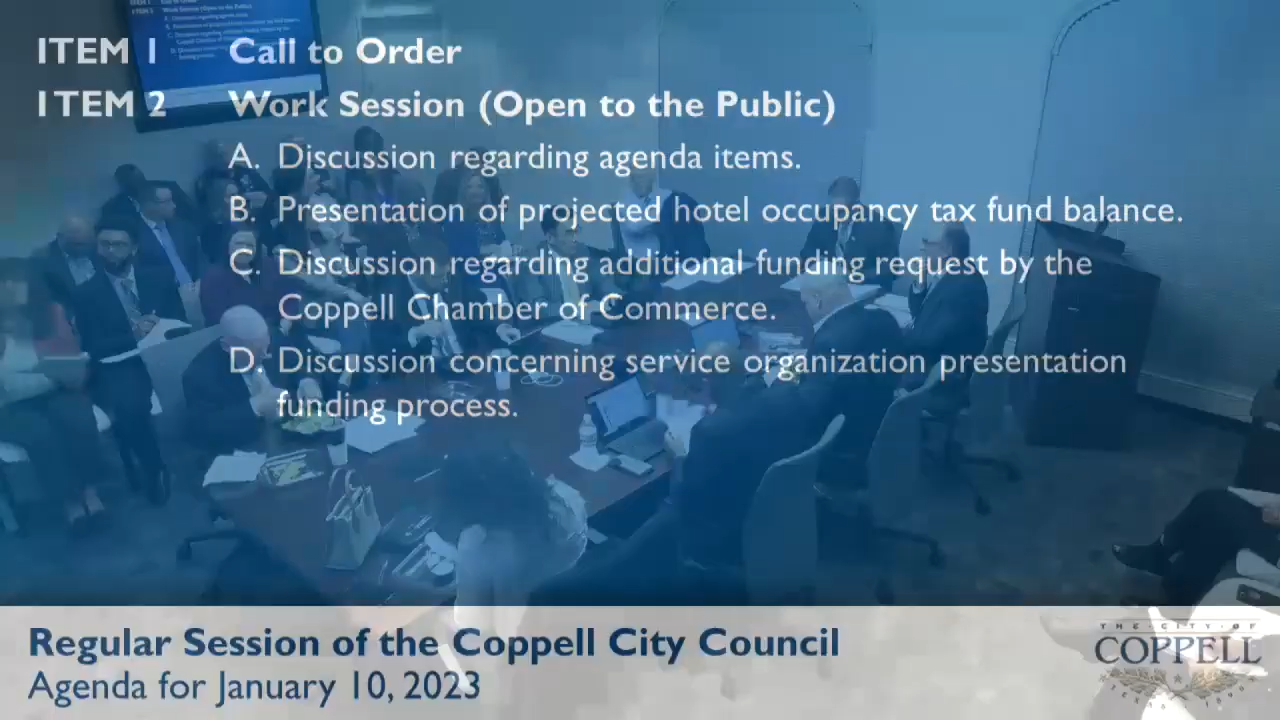 ITEM 1 Call to Order
ITEM 2 Work Session (Open to the Public)
A. Discussion regarding agenda items.
B. Presentation of projected hotel occupancy tax fund balance.
C. Discussion regarding additional funding request by the
Coppell Chamber of Commerce.
D. Discussion concerning service organization presentation
funding process.
Regular Session of the Coppell City Council
Agenda for January 10, 2023
THE·CITY·OF
COPPELL